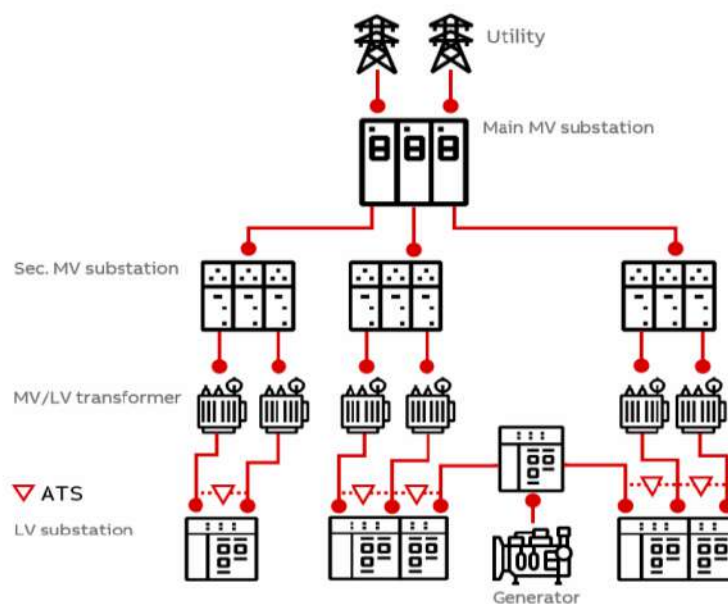 Utility
Main MV substation
Sec. MV substation
MV/LV transformer
ATS
LV substation
Generator